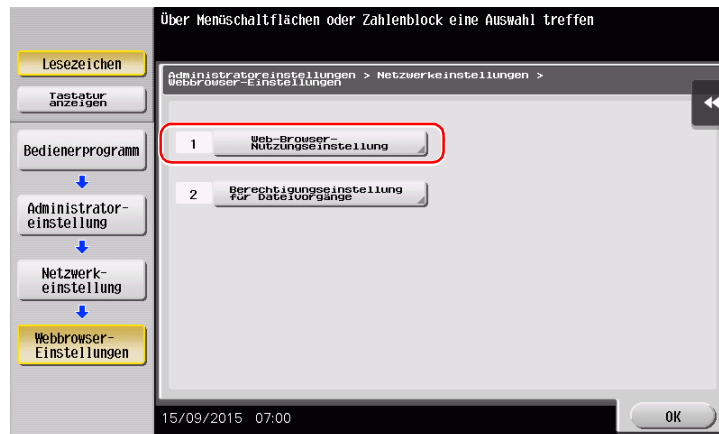 Über Menüschaltflächen oder Zahlenblock eine Auswahl treffen
Lesezeichen
Tastatur
anzeigen
Bedienerprogramm
Administrator-
einstellung
Netzwerk-
einstellung
Webbrowser-
Einstellungen
Administratoreinstellungen > Netzwerkeinstellungen >
Webbrowser-Einstellungen
1 Web-Browser-
Nutzungseinstellung
2 Berechtigungseinstellung
für Dateivorgänge
15/09/2015 07:00
OK